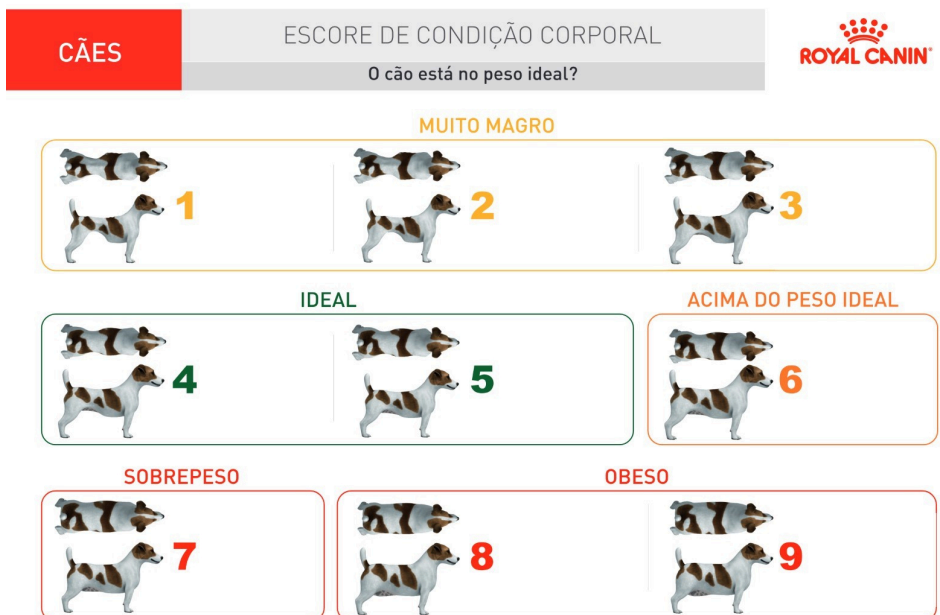 CÃES
ESCORE DE CONDIÇÃO CORPORAL
O cão está no peso ideal?
ROYAL CANIN®
MUITO MAGRO
1
2
3
IDEAL
ACIMA DO PESO IDEAL
4
5
6
SOBREPESO
OBESO
7
8
9